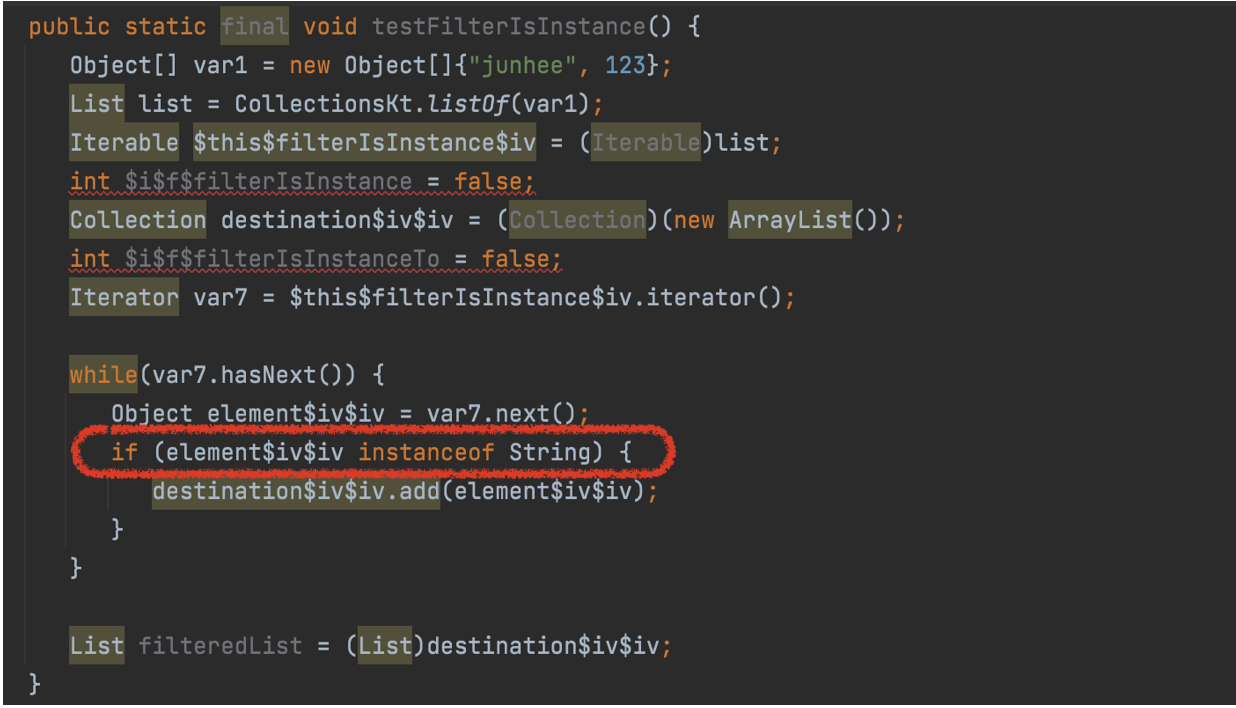 public static final void testFilterIsInstance() {
Object[] var1 = new Object[]{"junhee", 123};
List list = CollectionsKt.listOf(var1);
Iterable $this$filterIsInstance$iv = (Iterable)list;
int $i$f$filterIsInstance = false;
Collection destination$iv$iv = (Collection)(new ArrayList());
int $i$f$filterIsInstanceTo = false;
Iterator var7 = $this$filterIsInstance$iv.iterator();
while(var7.hasNext()) {
Object element$iv$iv = var7.next();
if (element$iv$iv instanceof String) {
destination$iv$iv.add(element$iv$iv);
}
}
List filteredList = (List)destination$iv$iv;
}